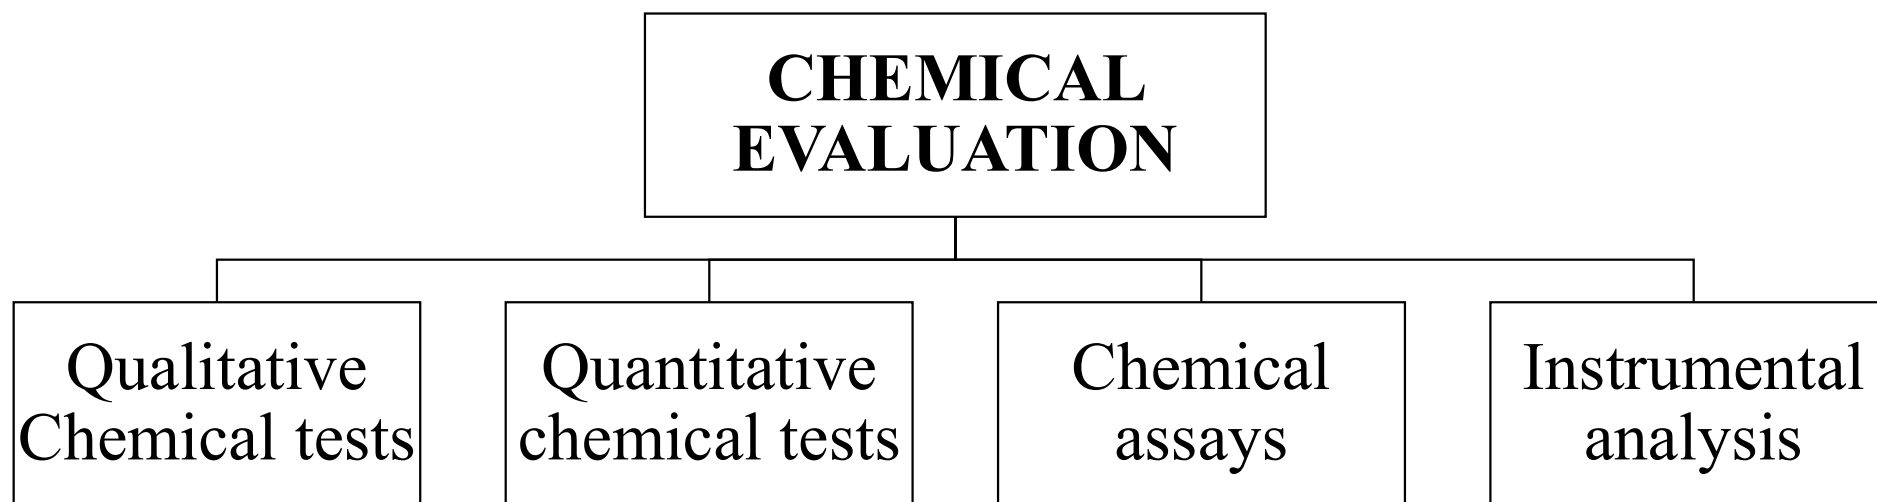 CHEMICAL
EVALUATION
Qualitative
Chemical tests
Quantitative
chemical tests
Chemical
assays
Instrumental
analysis